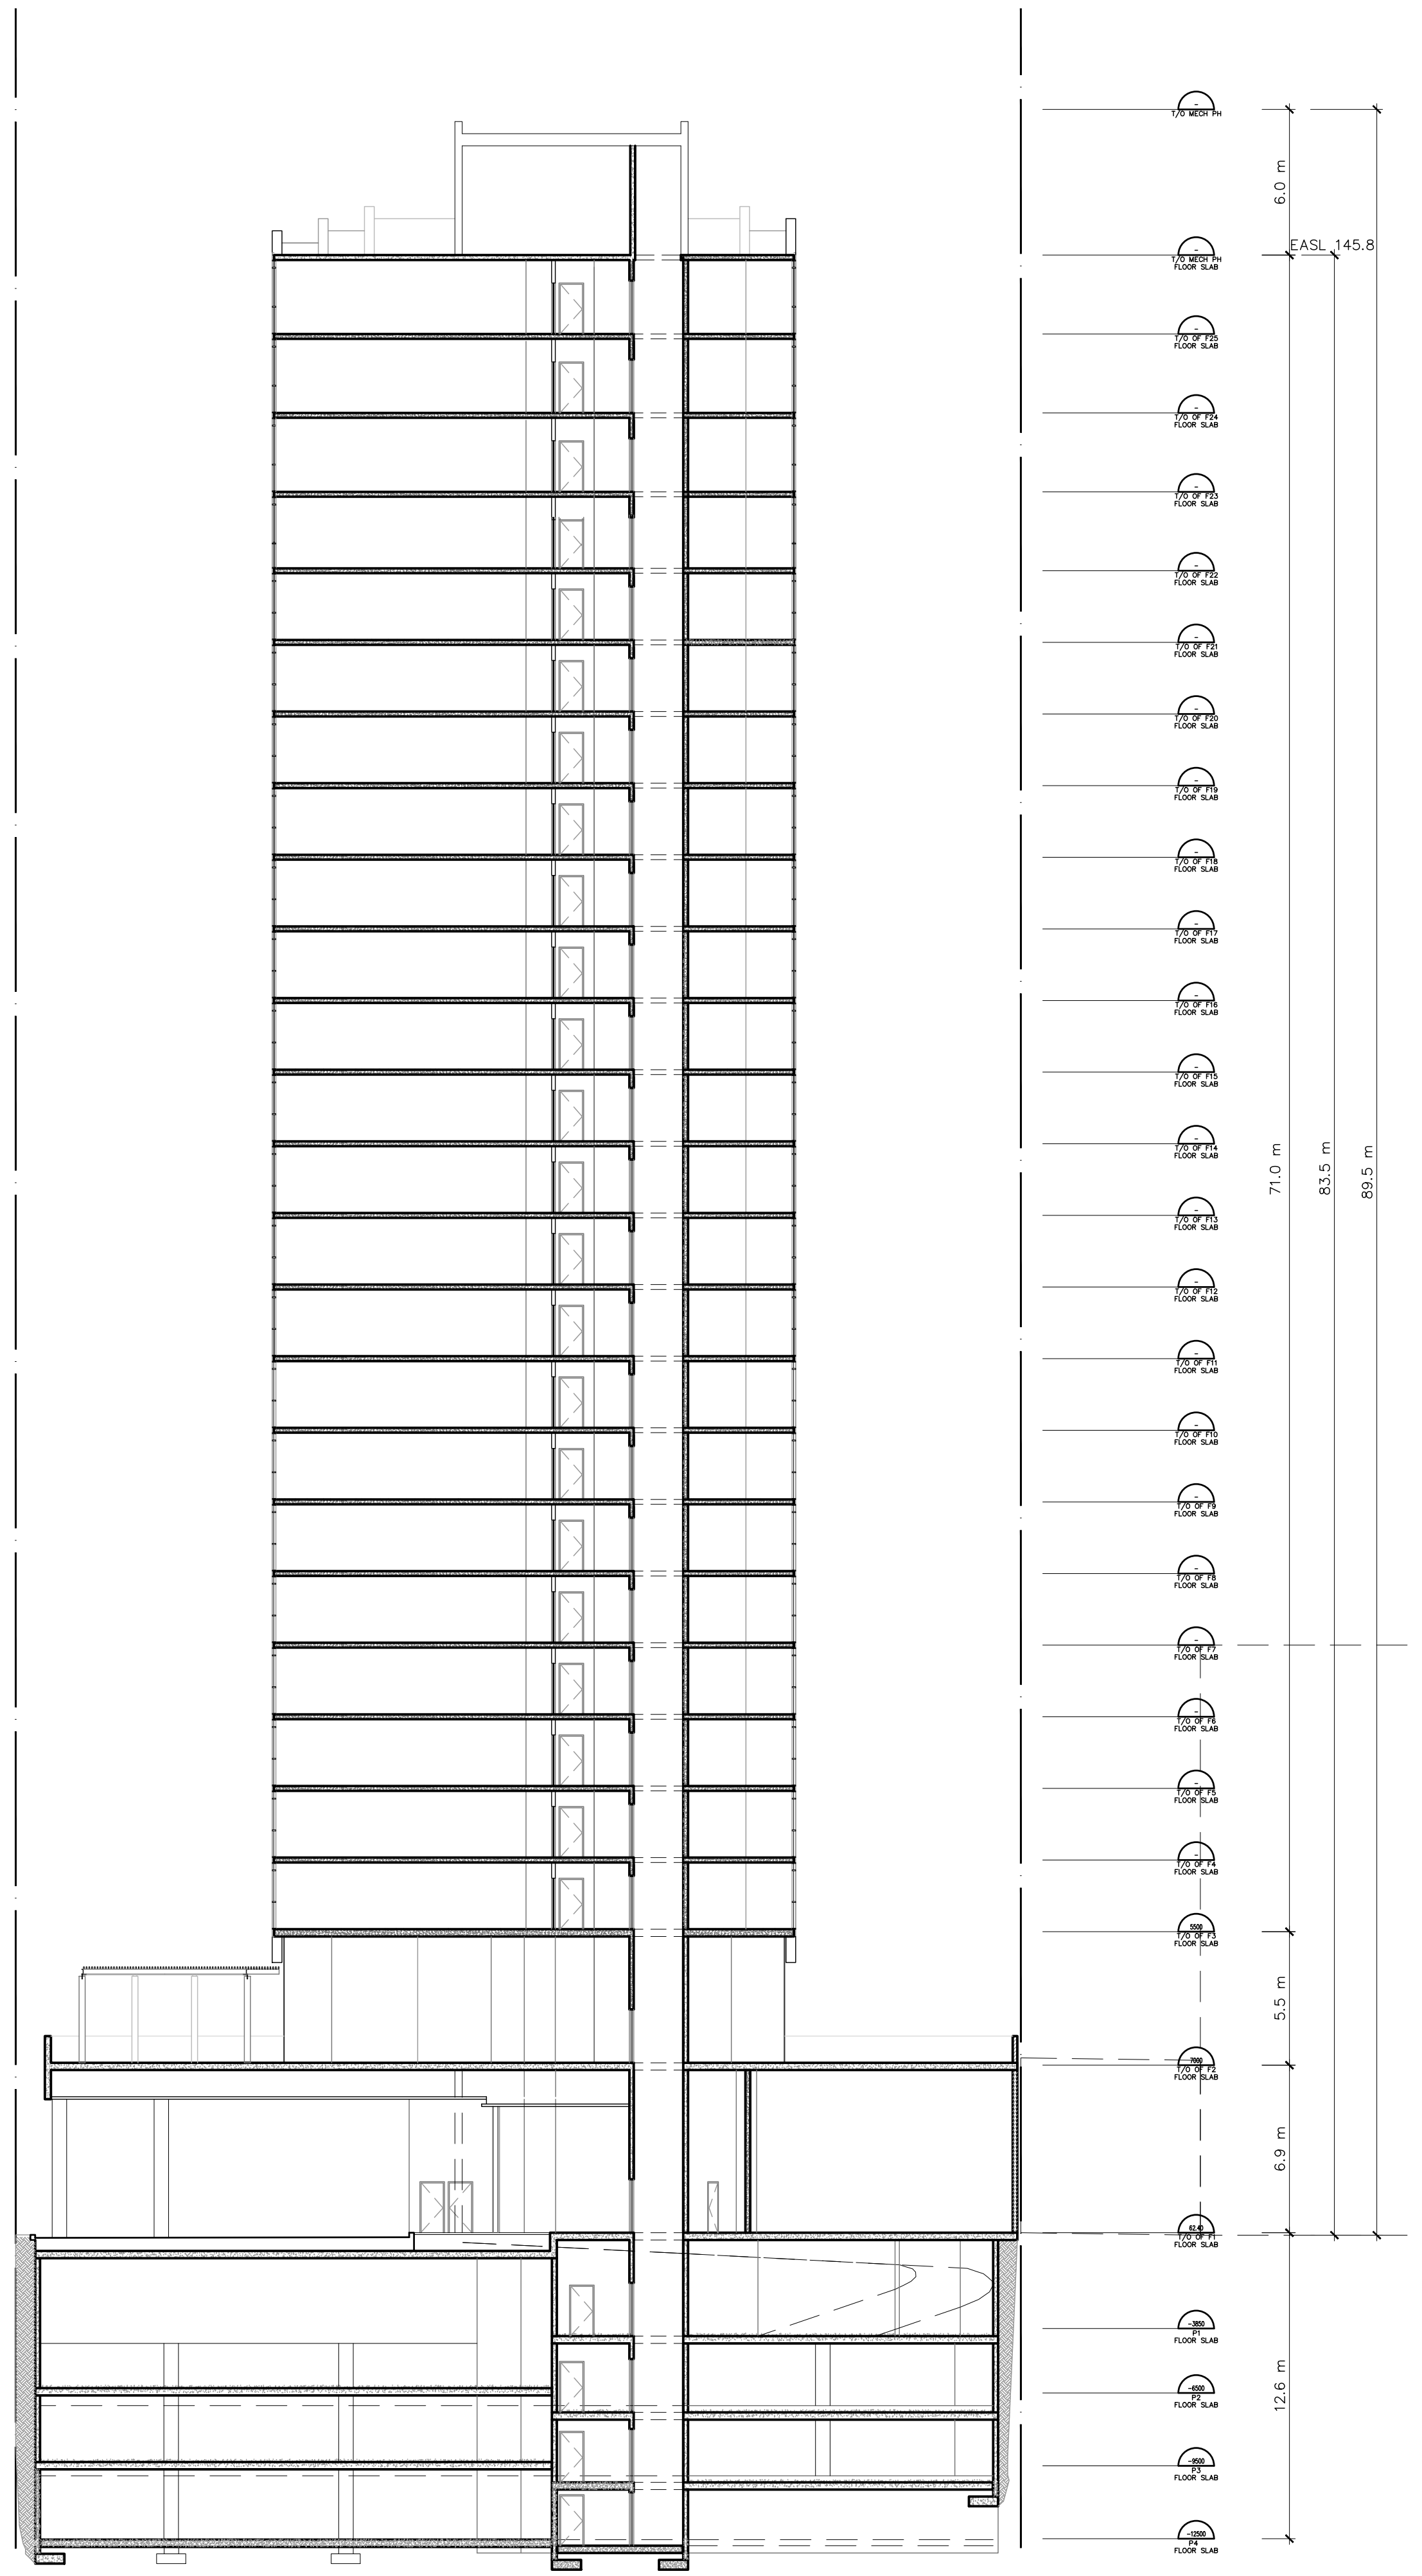 -
T/O MECH PH
6.0 m
EASL 145.8
-
T/O MECH PH
FLOOR SLAB
-
T/O OF F25
FLOOR SLAB
-
T/O OF F24
FLOOR SLAB
-
T/O OF F23
FLOOR SLAB
-
T/O OF F22
FLOOR SLAB
-
T/O OF F21
FLOOR SLAB
-
T/O OF F20
FLOOR SLAB
-
T/O OF F19
FLOOR SLAB
-
T/O OF F18
FLOOR SLAB
-
T/O OF F17
FLOOR SLAB
-
T/O OF F16
FLOOR SLAB
-
T/O OF F15
FLOOR SLAB
-
T/O OF F14
FLOOR SLAB
71.0 m
83.5 m
89.5 m
-
T/O OF F13
FLOOR SLAB
-
T/O OF F12
FLOOR SLAB
-
T/O OF F11
FLOOR SLAB
-
T/O OF F10
FLOOR SLAB
-
T/O OF F9
FLOOR SLAB
-
T/O OF F8
FLOOR SLAB
-
T/O OF F7
FLOOR SLAB
-
T/O OF F6
FLOOR SLAB
-
T/O OF F5
FLOOR SLAB
-
T/O OF F4
FLOOR SLAB
5500
T/O OF F3
FLOOR SLAB
5.5 m
7000
T/O OF F2
FLOOR SLAB
6.9 m
62.40
T/O OF F1
FLOOR SLAB
-3850
P1
FLOOR SLAB
12.6 m
-6500
P2
FLOOR SLAB
-9500
P3
FLOOR SLAB
-12500
P4
FLOOR SLAB